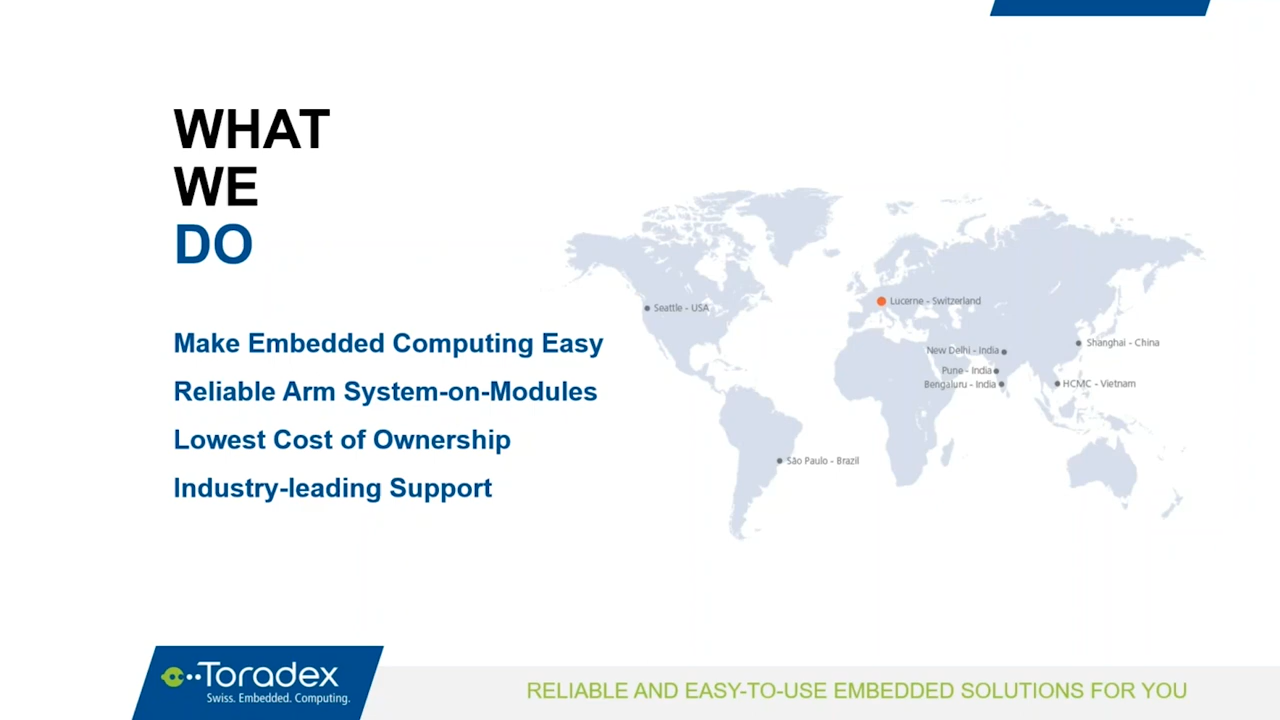 WHAT
WE
DO
Make Embedded Computing Easy
Reliable Arm System-on-Modules
Lowest Cost of Ownership
Industry-leading Support
Seattle - USA
Lucerne - Switzerland
New Delhi - India
Shanghai - China
Pune - India
Bengaluru - India
HCMC - Vietnam
São Paulo - Brazil
Toradex
Swiss. Embedded. Computing.
RELIABLE AND EASY-TO-USE EMBEDDED SOLUTIONS FOR YOU